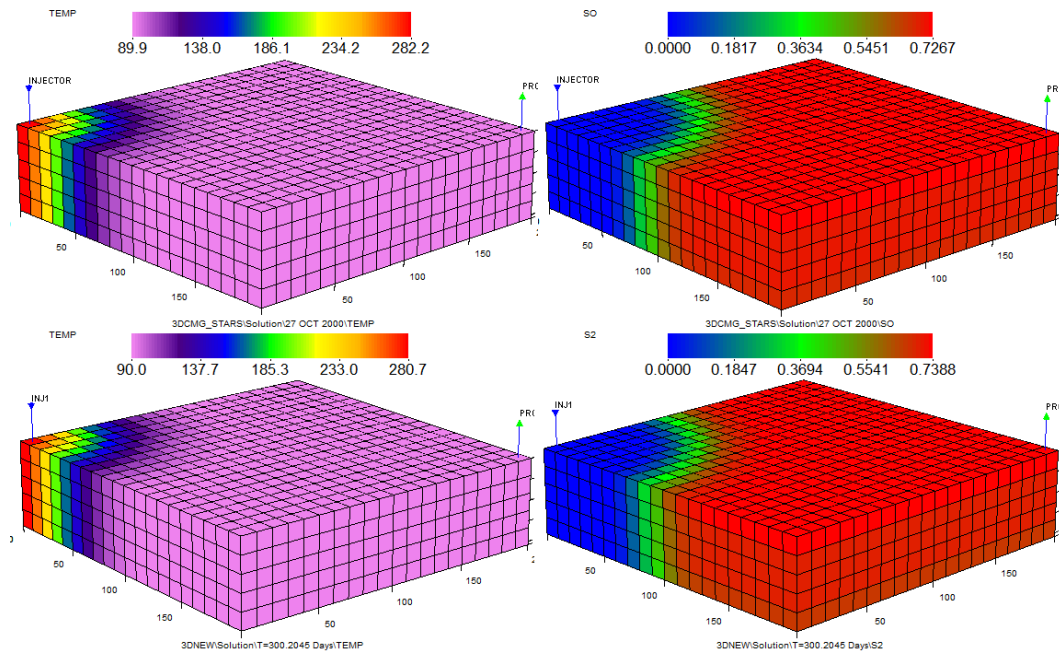 TEMP
89.9 138.0 186.1 234.2 282.2
INJECTOR
PRO
50
100
150
50
100
150
3DCMG_STARS\Solution\27 OCT 2000\TEMP
SO
0.0000 0.1817 0.3634 0.5451 0.7267
INJECTOR
PRO
50
100
150
50
100
150
3DCMG_STARS\Solution\27 OCT 2000\SO
TEMP
90.0 137.7 185.3 233.0 280.7
INJ1
PRO
50
100
150
50
100
150
3DNEW\Solution\T=300.2045 Days\TEMP
S2
0.0000 0.1847 0.3694 0.5541 0.7388
INJ1
PRO
50
100
150
50
100
150
3DNEW\Solution\T=300.2045 Days\S2